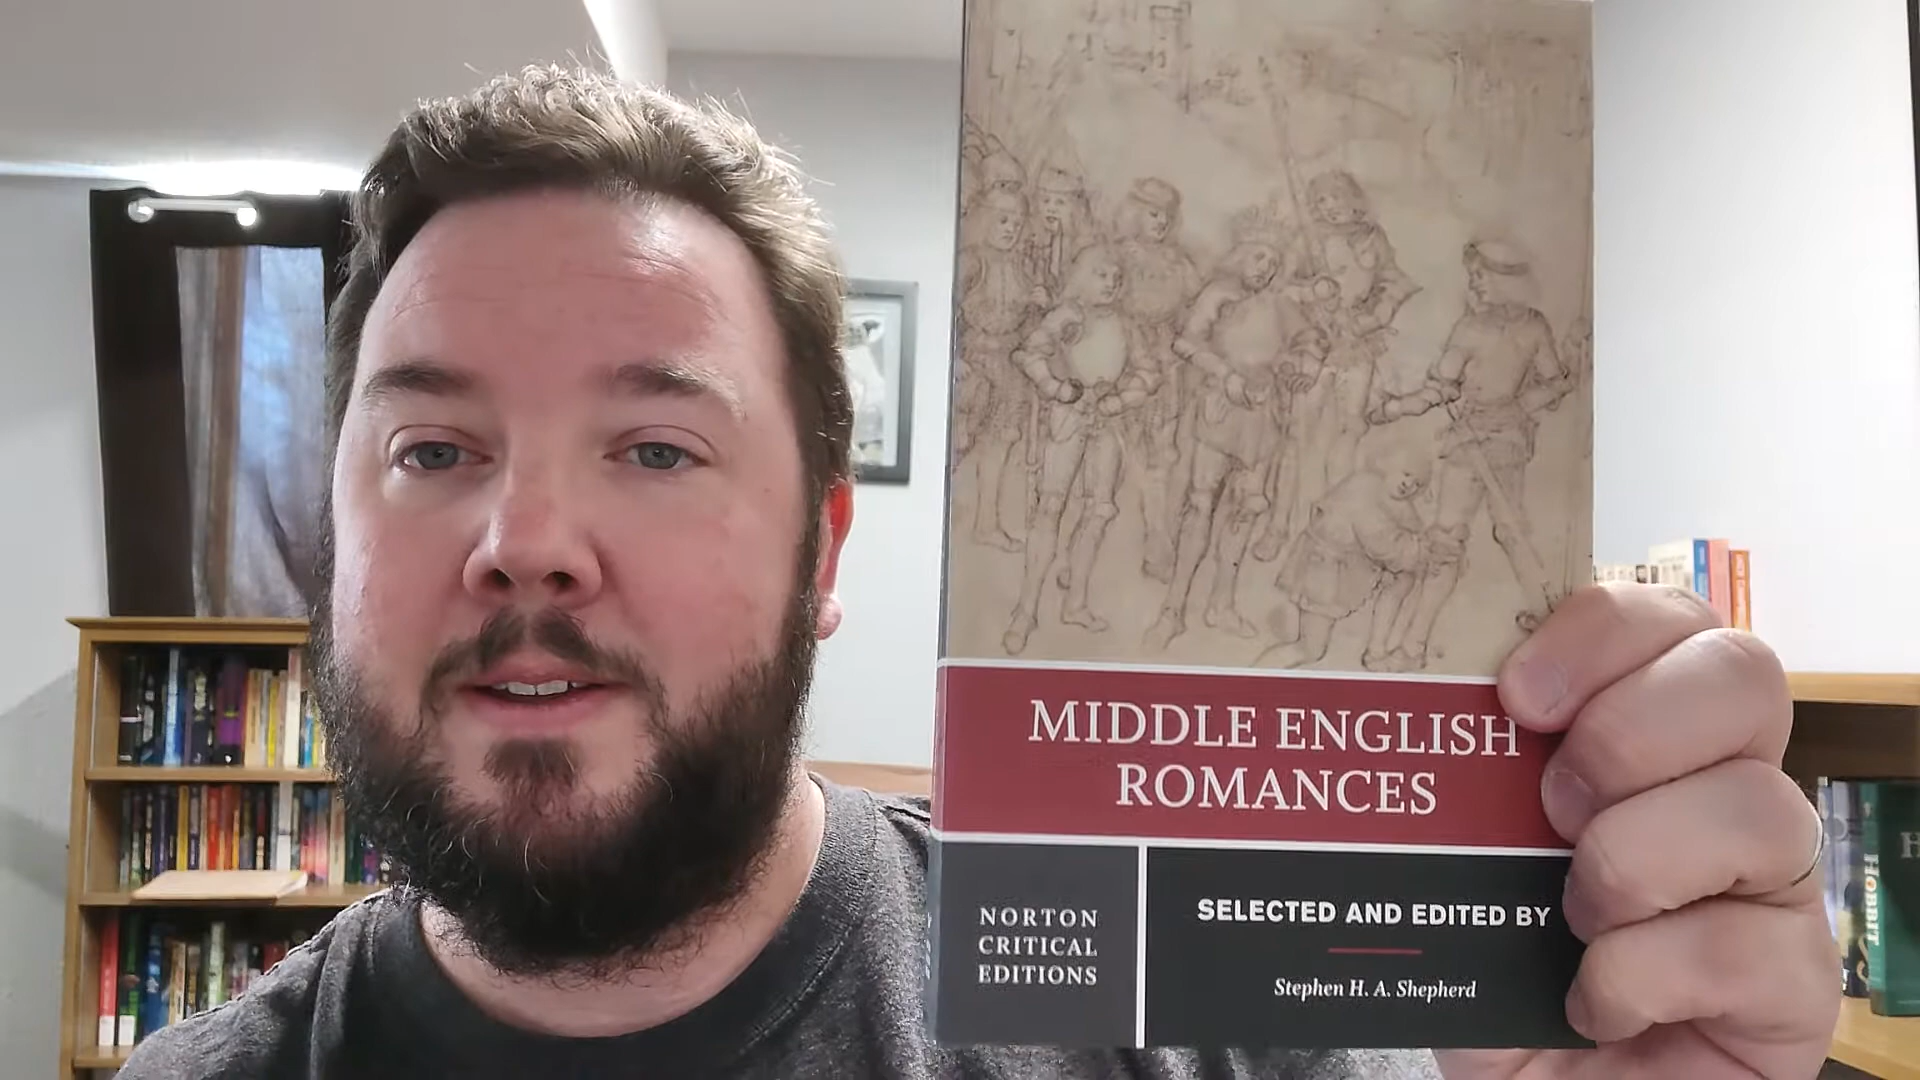 MIDDLE ENGLISH
ROMANCES
NORTON
CRITICAL
EDITIONS
SELECTED AND EDITED BY
Stephen H. A. Shepherd
HOBBIT